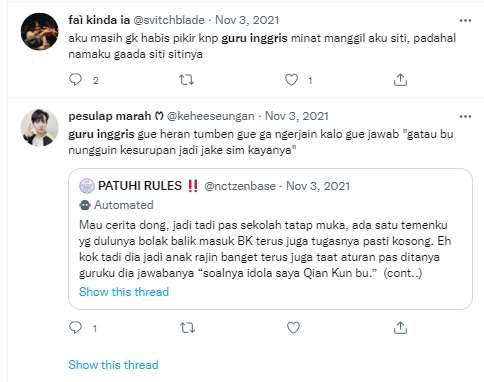 faì kinda ia @svitchblade · Nov 3, 2021
aku masih gk habis pikir knp guru inggris minat manggil aku siti, padahal
namaku gaada siti sitinya
2
1
pesulap marah @keheeseungan · Nov 3, 2021
guru inggris gue heran tumben gue ga ngerjain kalo gue jawab "gatau bu
nungguin kesurupan jadi jake sim kayanya"
PATUHI RULES ‼️ @nctzenbase · Nov 3, 2021
Automated
Mau cerita dong, jadi tadi pas sekolah tatap muka, ada satu temenku
yg dulunya bolak balik masuk BK terus juga tugasnya pasti kosong. Eh
kok tadi dia jadi anak rajin banget terus juga taat aturan pas ditanya
guruku dia jawabanya “soalnya idola saya Qian Kun bu.”  (cont..)
Show this thread
1
Show this thread